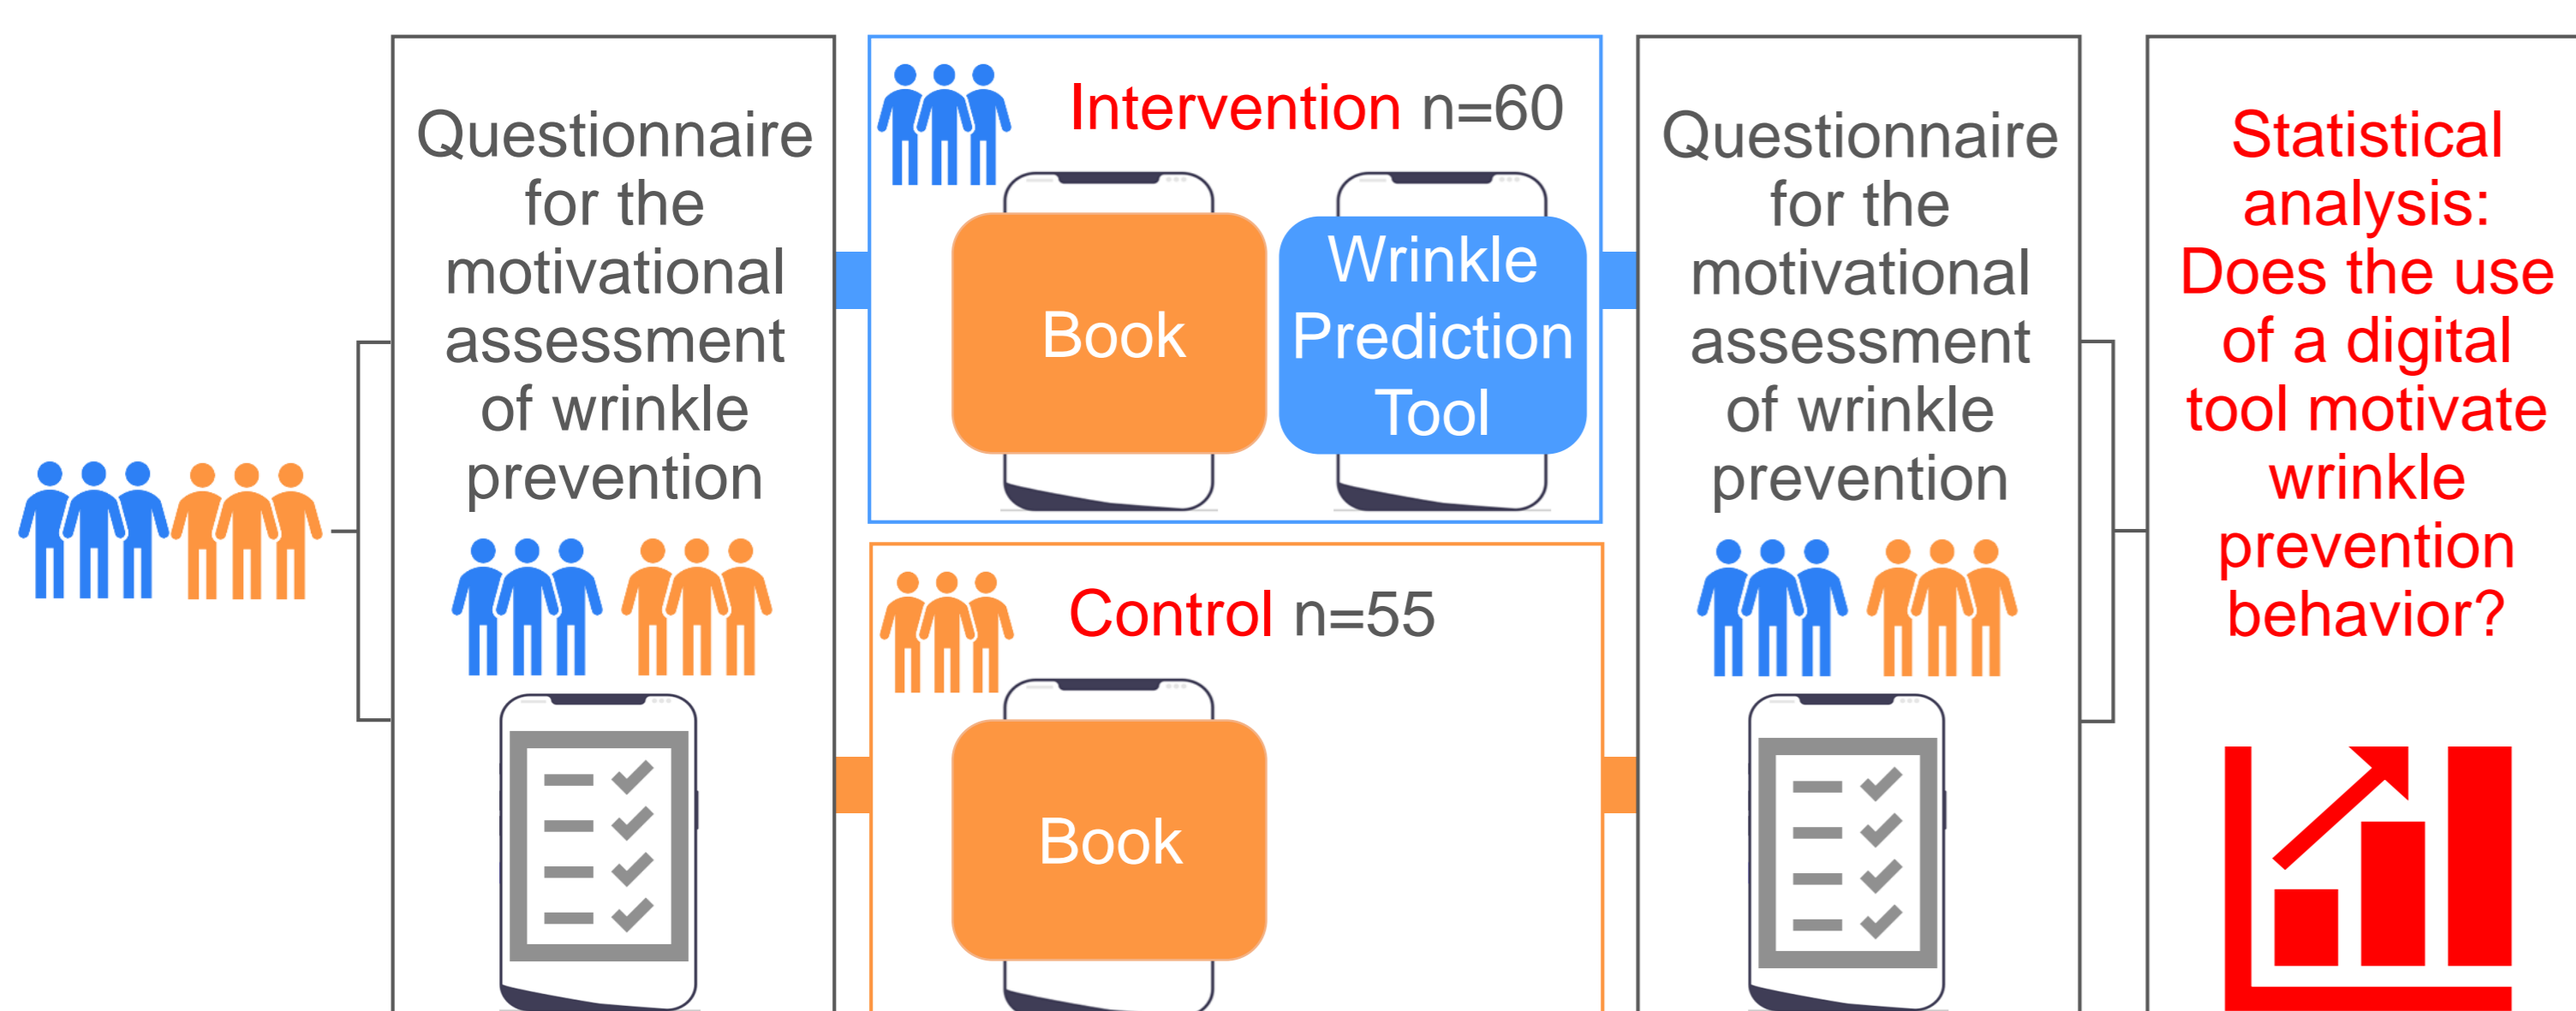 Questionnaire
for the
motivational
assessment
of wrinkle
prevention
Intervention n=60
Book
Wrinkle
Prediction
Tool
Control n=55
Book
Questionnaire
for the
motivational
assessment
of wrinkle
prevention
Statistical
analysis:
Does the use
of a digital
tool motivate
wrinkle
prevention
behavior?